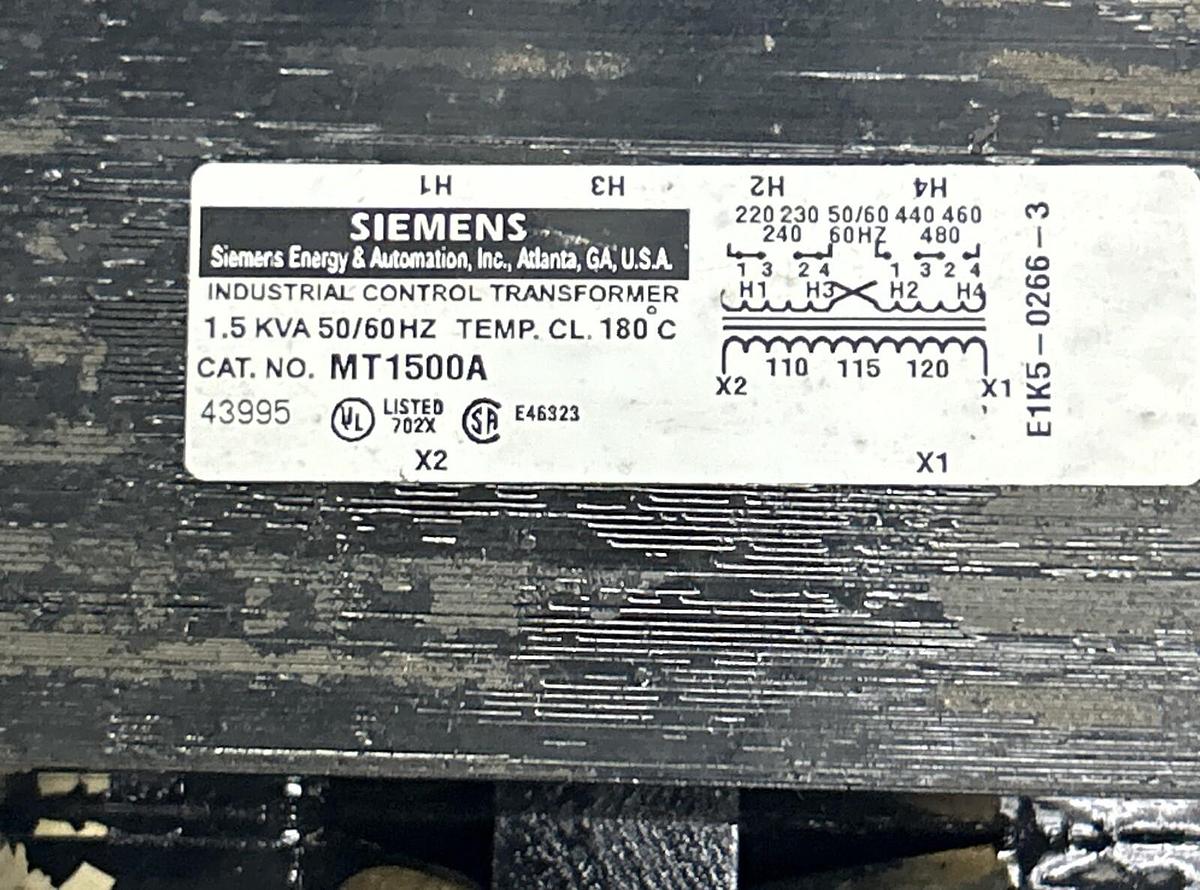 H1 H3 H2 H4
SIEMENS
Siemens Energy & Automation, Inc., Atlanta, GA, U.S.A.
INDUSTRIAL CONTROL TRANSFORMER
1.5 KVA 50/60HZ TEMP. CL. 180°C
CAT. NO. MT1500A
43995 UL LISTED 702X SA E46323
X2 X1
220 230 50/60 440 460
240 60HZ 480
1 3 2 4 1 3 2 4
H1 H3 H2 H4
110 115 120
X2 X1
E1K5-0266-3